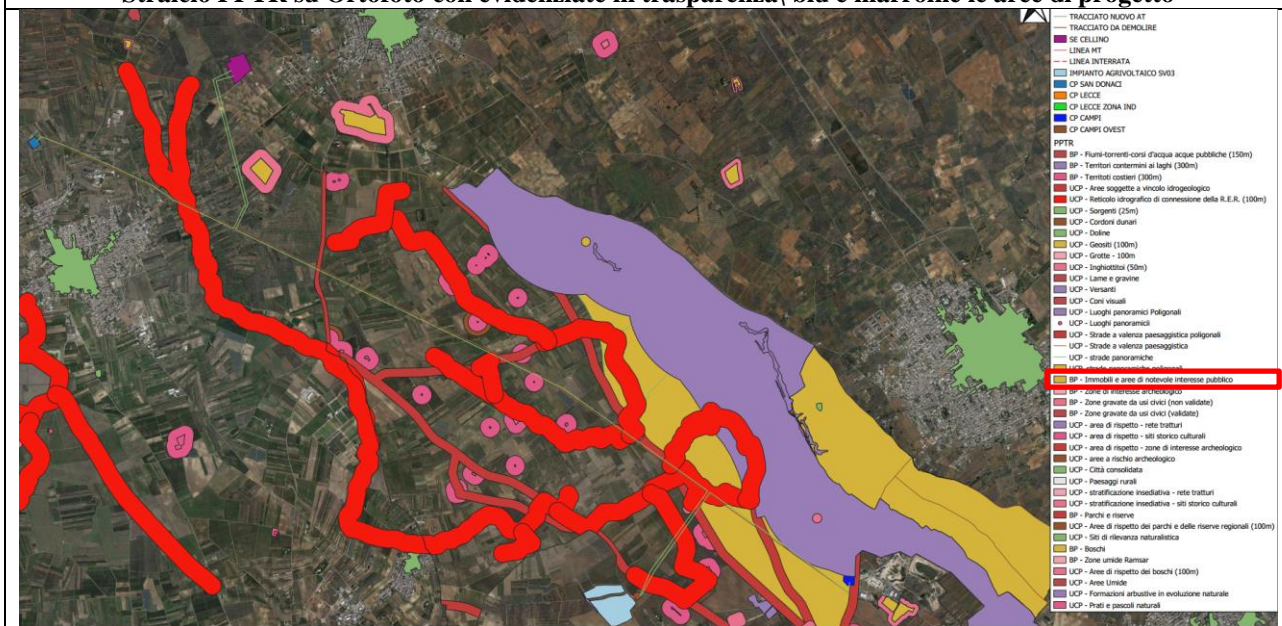 Stralcio PPTR su Ortofoto con evidenziate in trasparenza\ blu e marrome le aree di progetto
TRACCIATO NUOVO AT
TRACCIATO DA DEMOLIRE
SE CELLINO
LINEA MT
LINEA INTERRATA
IMPIANTO AGRIVOLTAICO SV03
CP SAN DONACI
CP LECCE
CP LECCE ZONA IND
CP CAMPI
CP CAMPI OVEST
PPTR
BP - Fiumi-torrenti-corsi d'acqua acque pubbliche (150m)
BP - Territori contermini ai laghi (300m)
BP - Territoti costieri (300m)
UCP - Aree soggette a vincolo idrogeologico
UCP - Reticolo idrografico di connessione della R.E.R. (100m)
UCP - Sorgenti (25m)
UCP - Cordoni dunari
UCP - Doline
UCP - Geositi (100m)
UCP - Grotte - 100m
UCP - Inghiottitoi (50m)
UCP - Lame e gravine
UCP - Versanti
UCP - Coni visuali
UCP - Luoghi panoramici Poligonali
UCP - Luoghi panoramicii
UCP - Strade a valenza paesaggistica poligonali
UCP - Strade a valenza paesaggistica
UCP - strade panoramiche
UCP - strade panoramiche poligonali
BP - Immobili e aree di notevole interesse pubblico
BP - Zone di interesse archeologico
BP - Zone gravate da usi civici (non validate)
BP - Zone gravate da usi civici (validate)
UCP - area di rispetto - rete tratturi
UCP - area di rispetto - siti storico culturali
UCP - area di rispetto - zone di interesse archeologico
UCP - aree a rischio archeologico
UCP - Città consolidata
UCP - Paesaggi rurali
UCP - stratificazione insediativa - rete tratturi
UCP - stratificazione insediativa - siti storico culturali
BP - Parchi e riserve
UCP - Aree di rispetto dei parchi e delle riserve regionali (100m)
UCP - Siti di rilevanza naturalistica
BP - Boschi
BP - Zone umide Ramsar
UCP - Aree di rispetto dei boschi (100m)
UCP - Aree Umide
UCP - Formazioni arbustive in evoluzione naturale
UCP - Prati e pascoli naturali